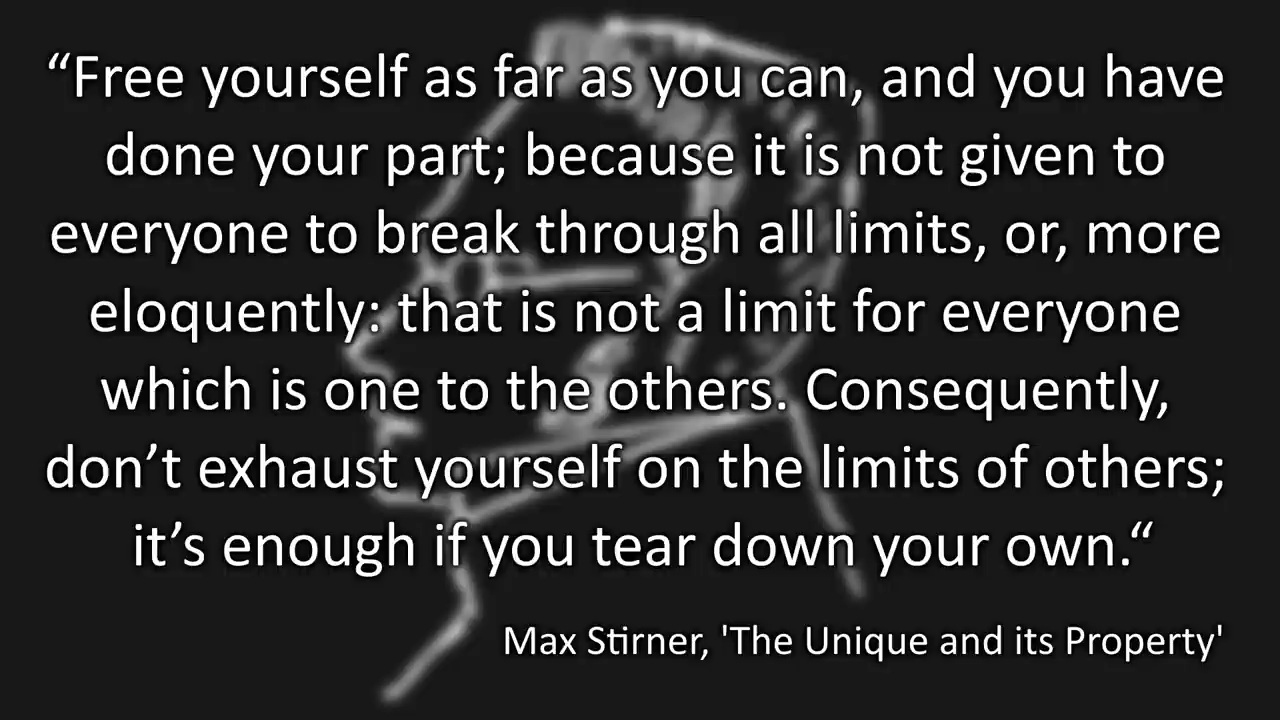 “Free yourself as far as you can, and you have
done your part; because it is not given to
everyone to break through all limits, or, more
eloquently: that is not a limit for everyone
which is one to the others. Consequently,
don’t exhaust yourself on the limits of others;
it’s enough if you tear down your own.“
Max Stirner, 'The Unique and its Property'